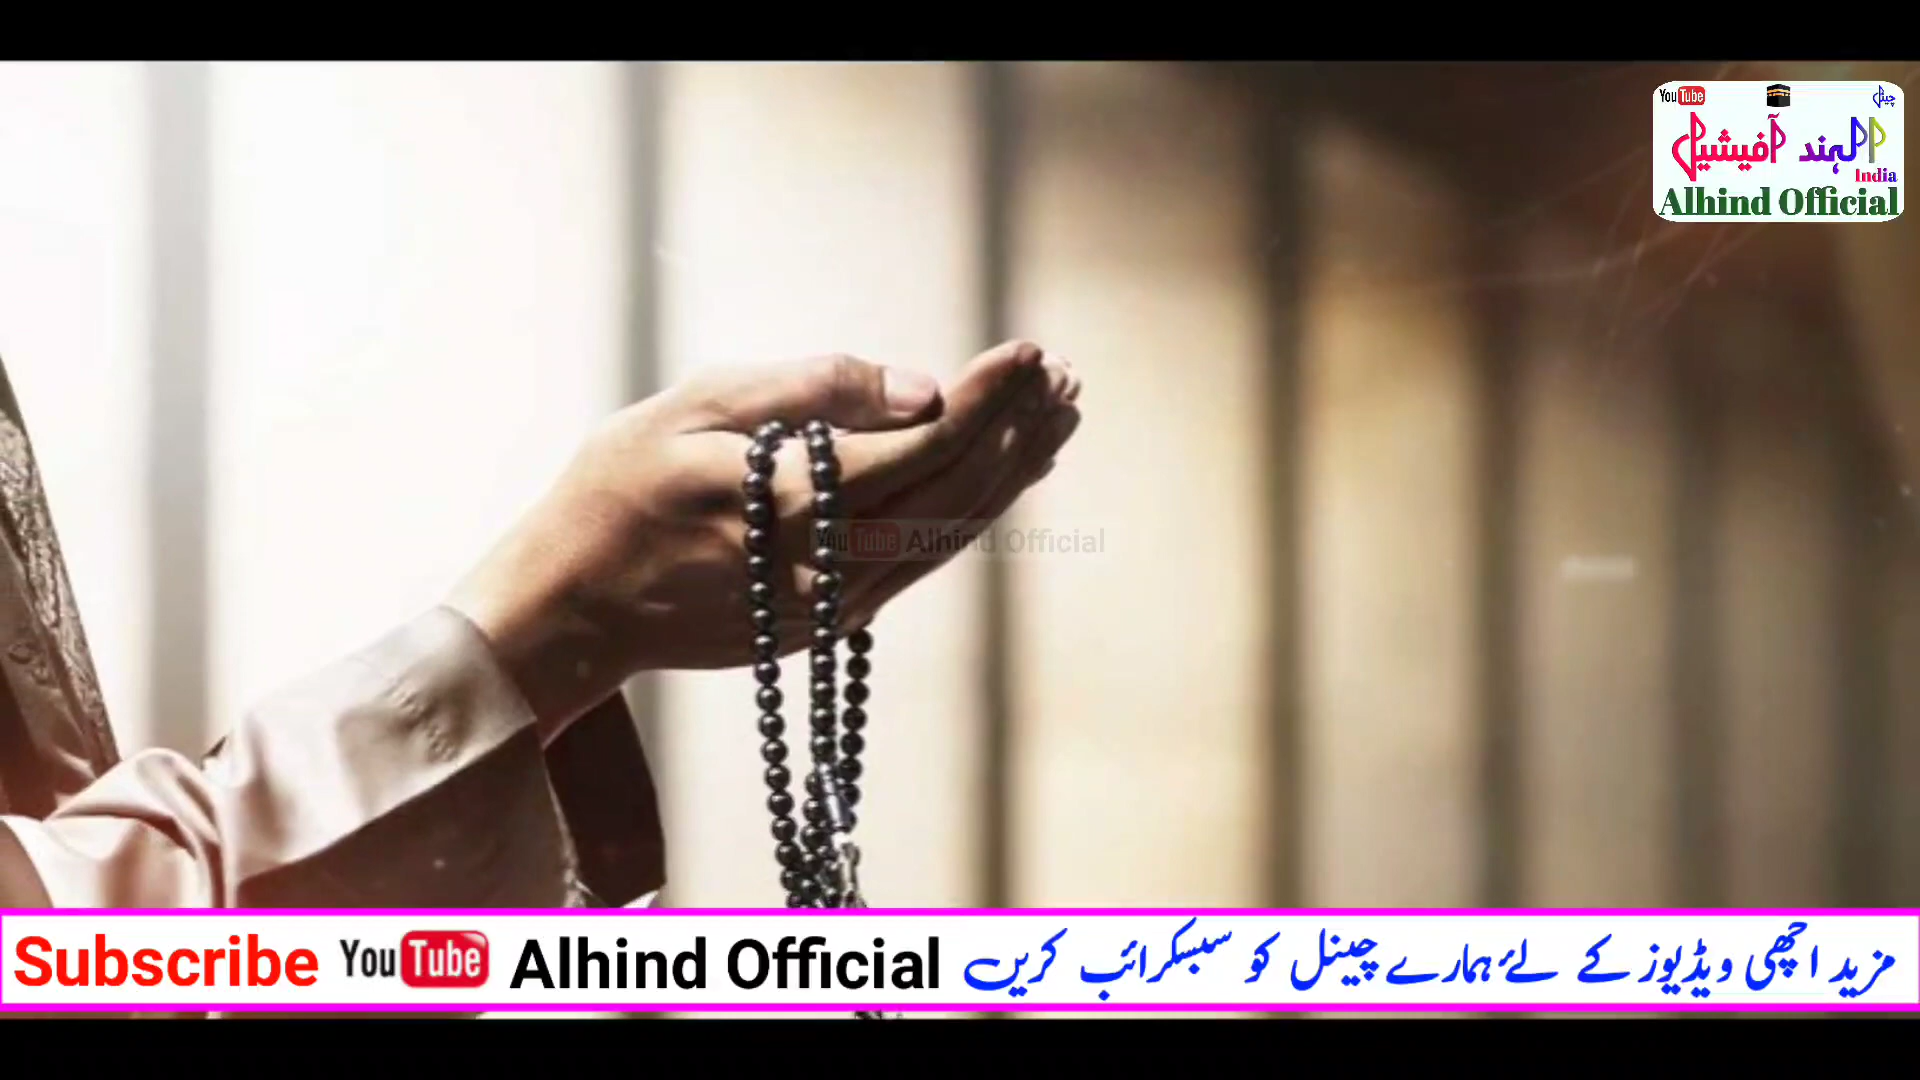 YouTube چینل
الہند آفیشیل
India
Alhind Official
YouTube Alhind Official
Subscribe YouTube Alhind Official مزید اچھی ویڈیوز کے لئے ہمارے چینل کو سبسکرائب کریں